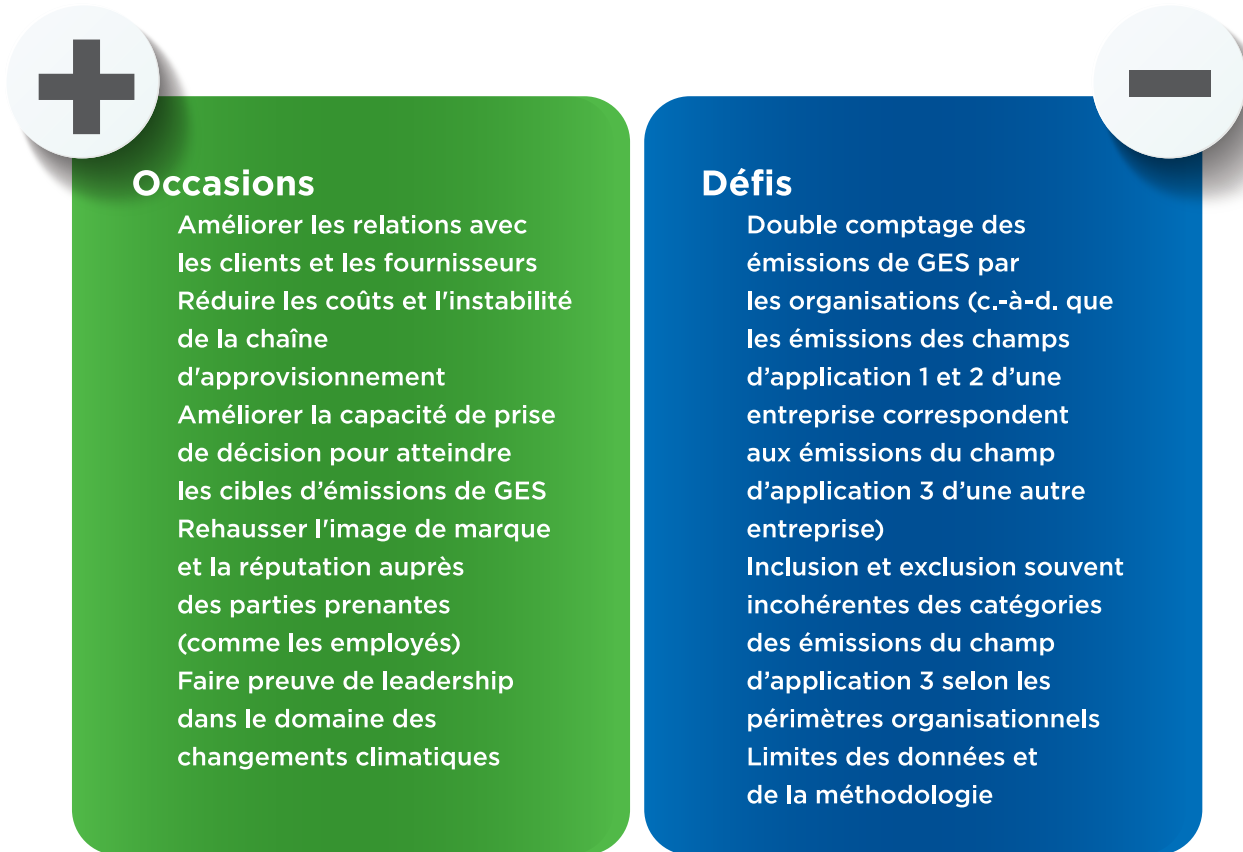 Occasions
Améliorer les relations avec
les clients et les fournisseurs
Réduire les coûts et l'instabilité
de la chaîne
d'approvisionnement
Améliorer la capacité de prise
de décision pour atteindre
les cibles d’émissions de GES
Rehausser l'image de marque
et la réputation auprès
des parties prenantes
(comme les employés)
Faire preuve de leadership
dans le domaine des
changements climatiques
Défis
Double comptage des
émissions de GES par
les organisations (c.-à-d. que
les émissions des champs
d’application 1 et 2 d’une
entreprise correspondent
aux émissions du champ
d’application 3 d’une autre
entreprise)
Inclusion et exclusion souvent
incohérentes des catégories
des émissions du champ
d’application 3 selon les
périmètres organisationnels
Limites des données et
de la méthodologie